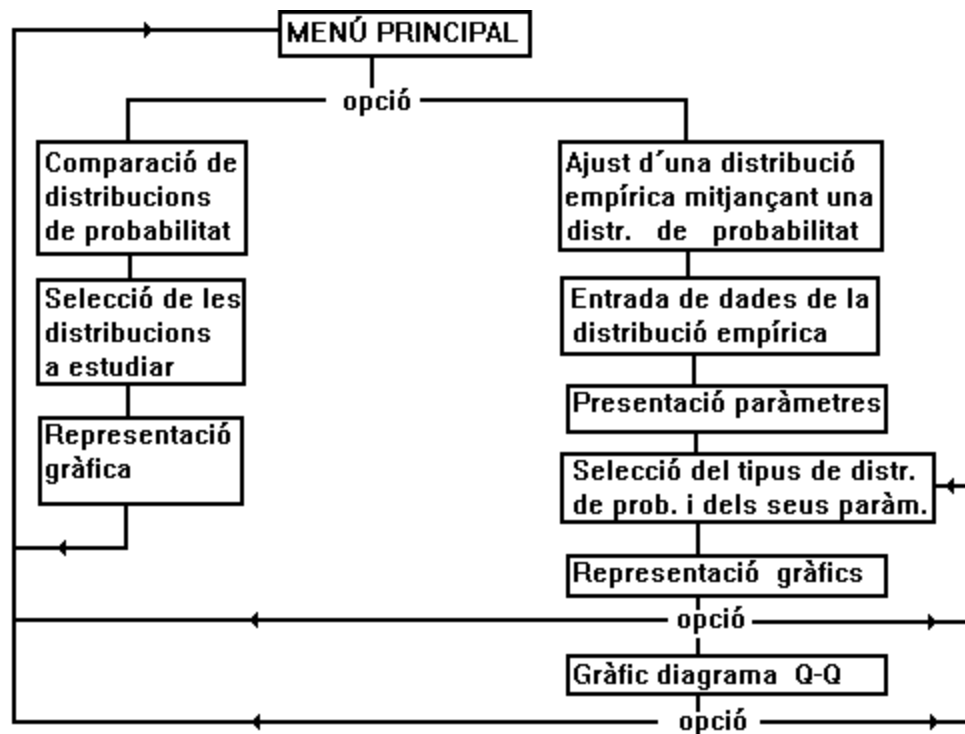 MENÚ PRINCIPAL
opció
Comparació de
distribucions
de probabilitat
Selecció de les
distribucions
a estudiar
Representació
gràfica
Ajust d´una distribució
empírica mitjançant una
distr. de probabilitat
Entrada de dades de la
distribució empírica
Presentació paràmetres
Selecció del tipus de distr.
de prob. i dels seus paràm.
Representació gràfics
opció
Gràfic diagrama Q-Q
opció